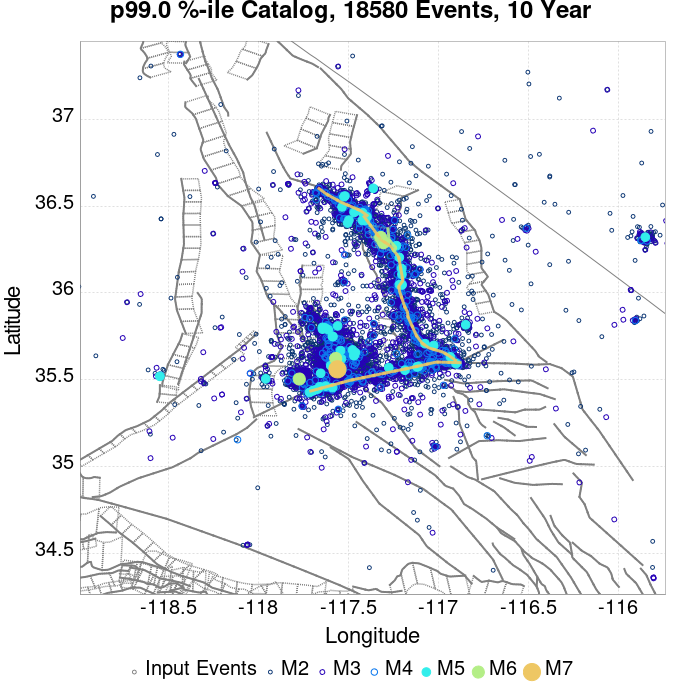 p99.0 %-ile Catalog, 18580 Events, 10 Year
37
36.5
36
35.5
35
34.5
Latitude
-118.5 -118 -117.5 -117 -116.5 -116
Longitude
Input Events M2 M3 M4 M5 M6 M7